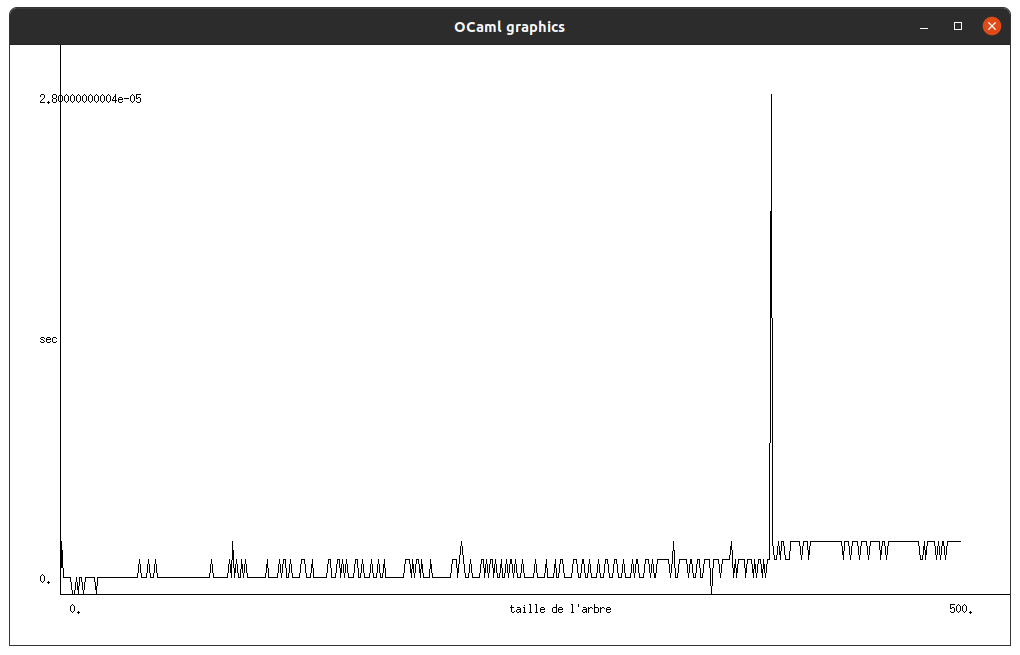 OCaml graphics
2.80000000004e-05
sec
0.
0.
taille de l'arbre
500.